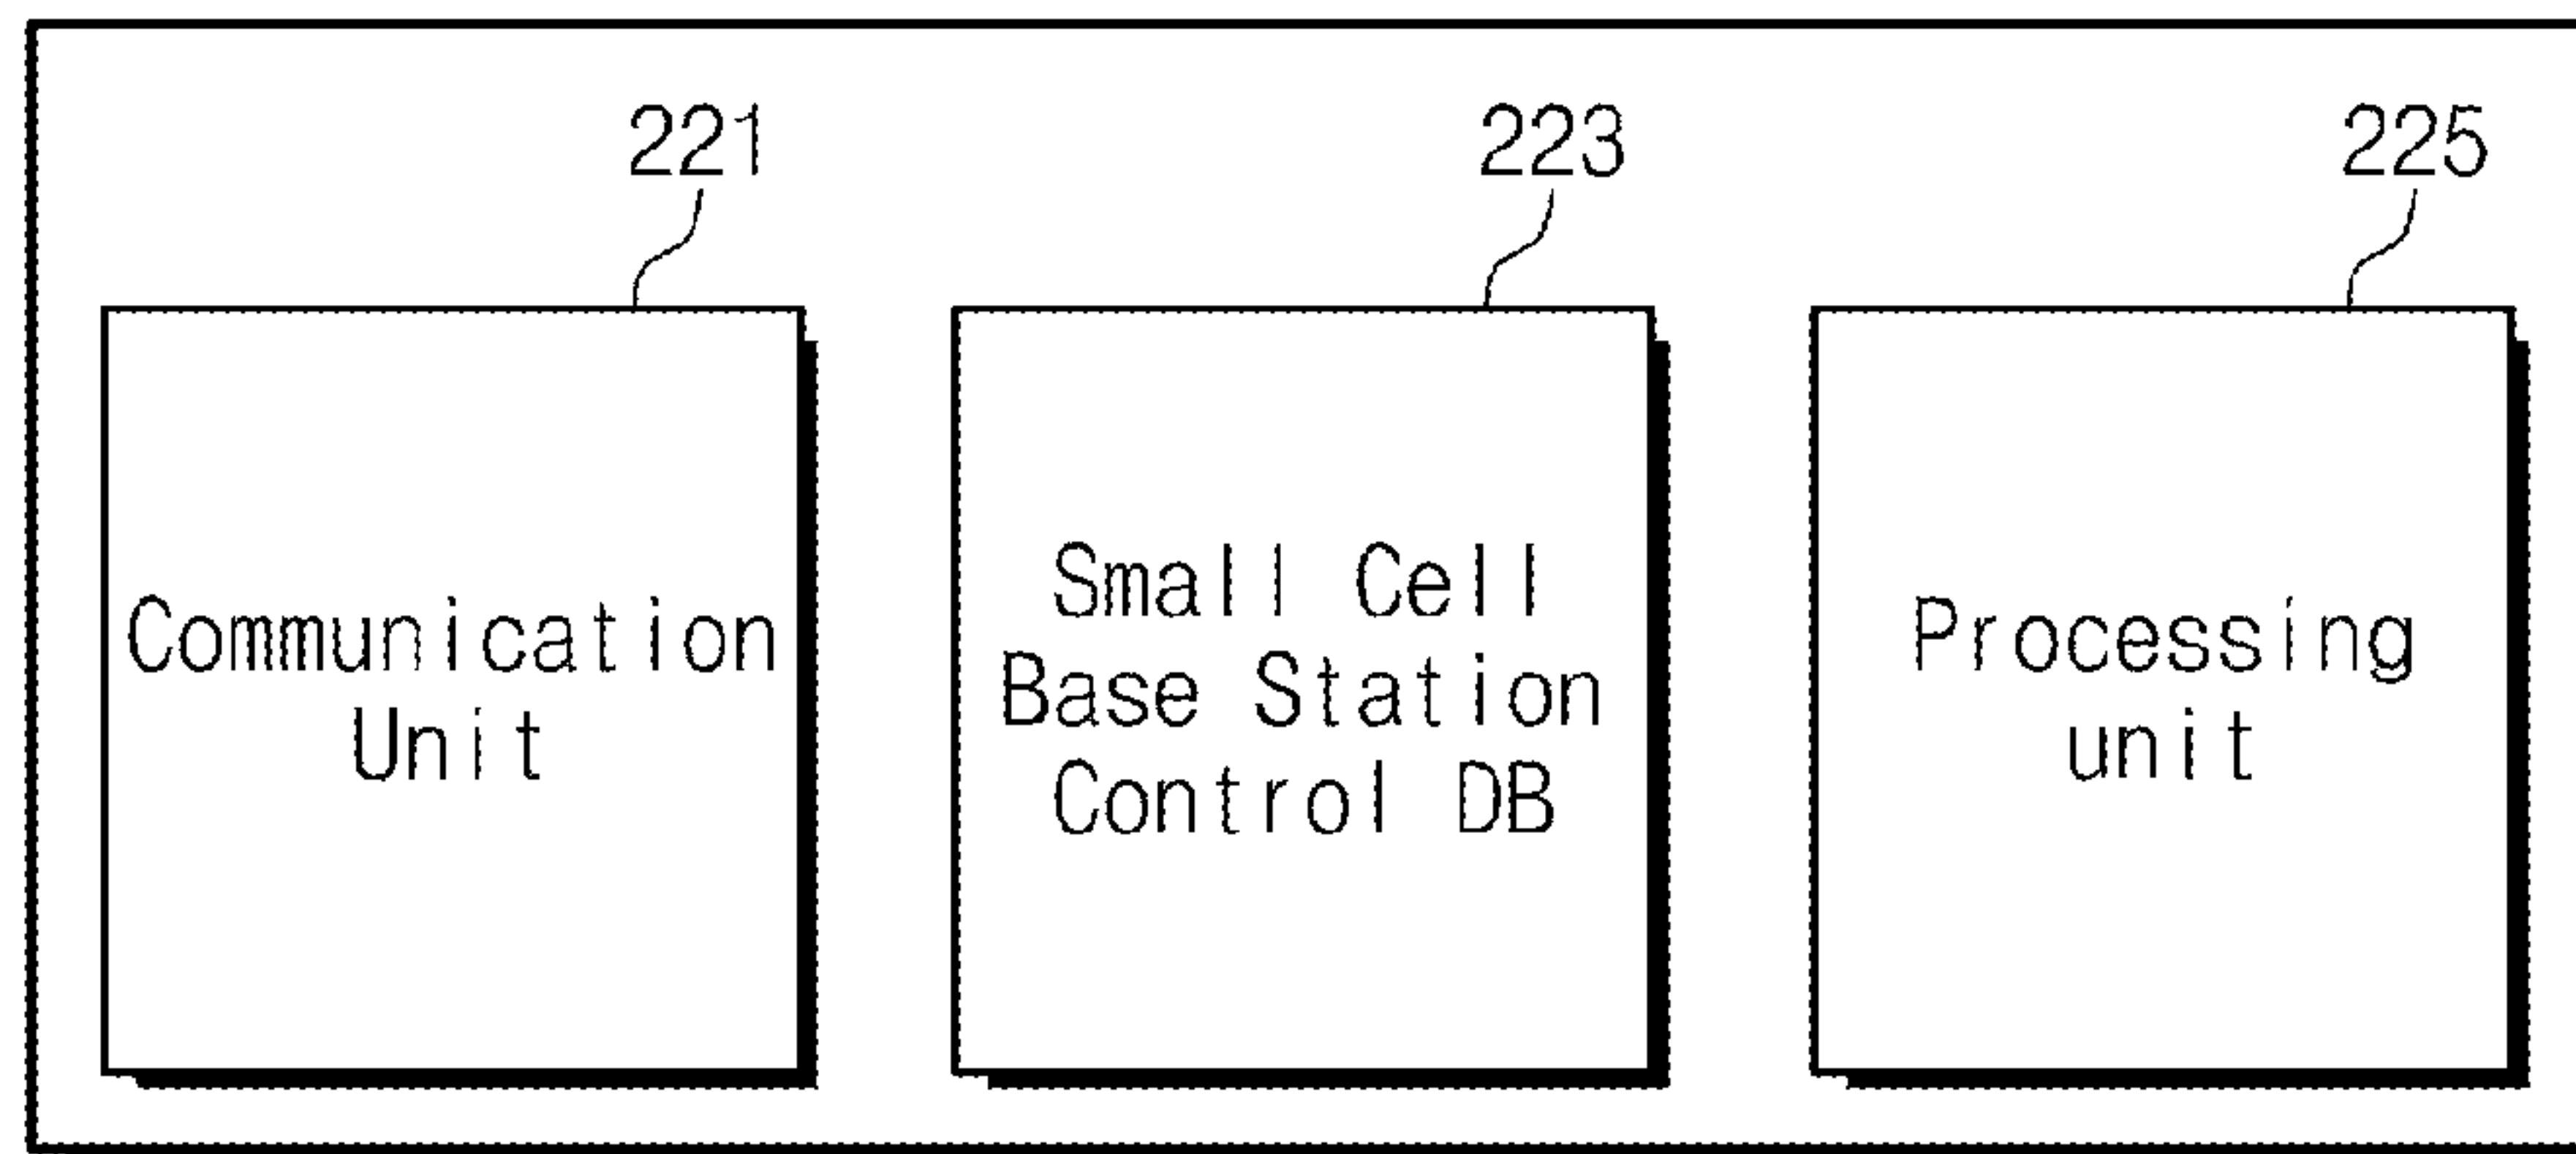 221
223
225
Communication
Unit
Small Cell
Base Station
Control DB
Processing
unit